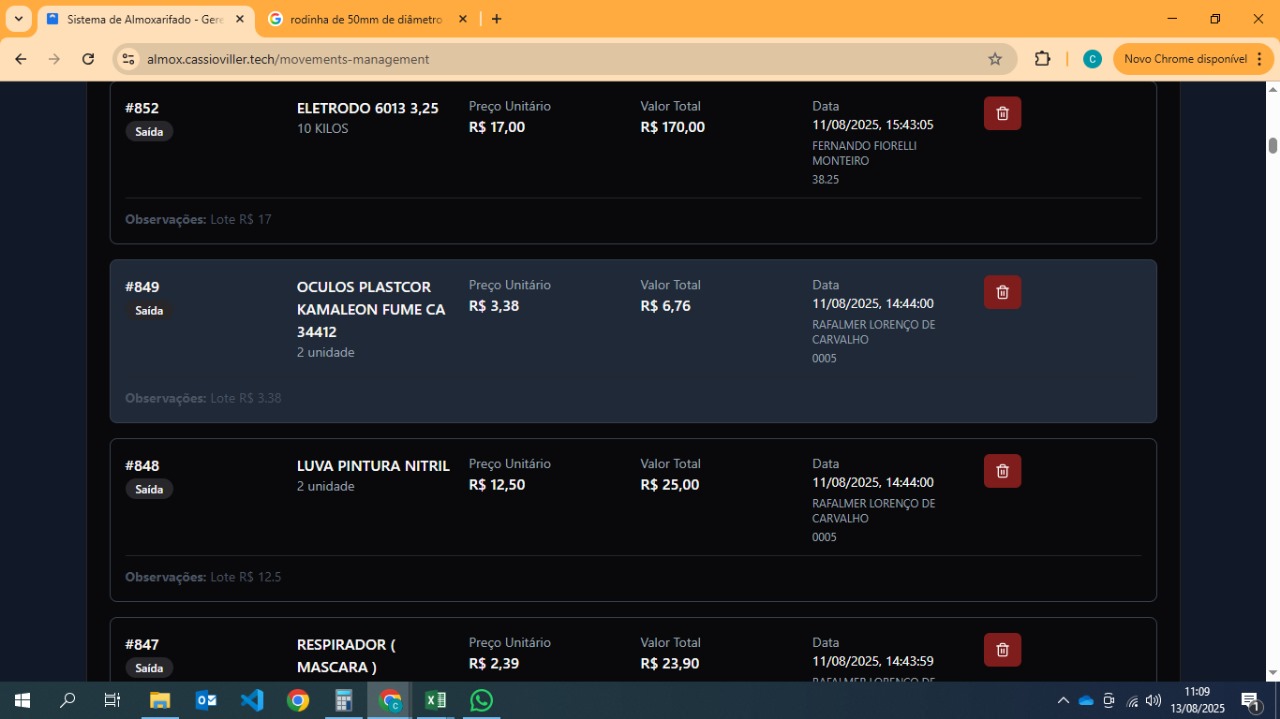 Sistema de Almoxarifado - Gere
rodinha de 50mm de diâmetro
almox.cassioviller.tech/movements-management
C
Novo Chrome disponível
#852
Saída
ELETRODO 6013 3,25
10 KILOS
Preço Unitário
R$ 17,00
Valor Total
R$ 170,00
Data
11/08/2025, 15:43:05
FERNANDO FIORELLI
MONTEIRO
38.25
Observações: Lote R$ 17
#849
Saída
OCULOS PLASTCOR
KAMALEON FUME CA
34412
2 unidade
Preço Unitário
R$ 3,38
Valor Total
R$ 6,76
Data
11/08/2025, 14:44:00
RAFALMER LORENÇO DE
CARVALHO
0005
Observações: Lote R$ 3.38
#848
Saída
LUVA PINTURA NITRIL
2 unidade
Preço Unitário
R$ 12,50
Valor Total
R$ 25,00
Data
11/08/2025, 14:44:00
RAFALMER LORENÇO DE
CARVALHO
0005
Observações: Lote R$ 12.5
#847
Saída
RESPIRADOR (
MASCARA )
Preço Unitário
R$ 2,39
Valor Total
R$ 23,90
Data
11/08/2025, 14:43:59
RAFALMER LORENÇO DE
11:09
13/08/2025
1